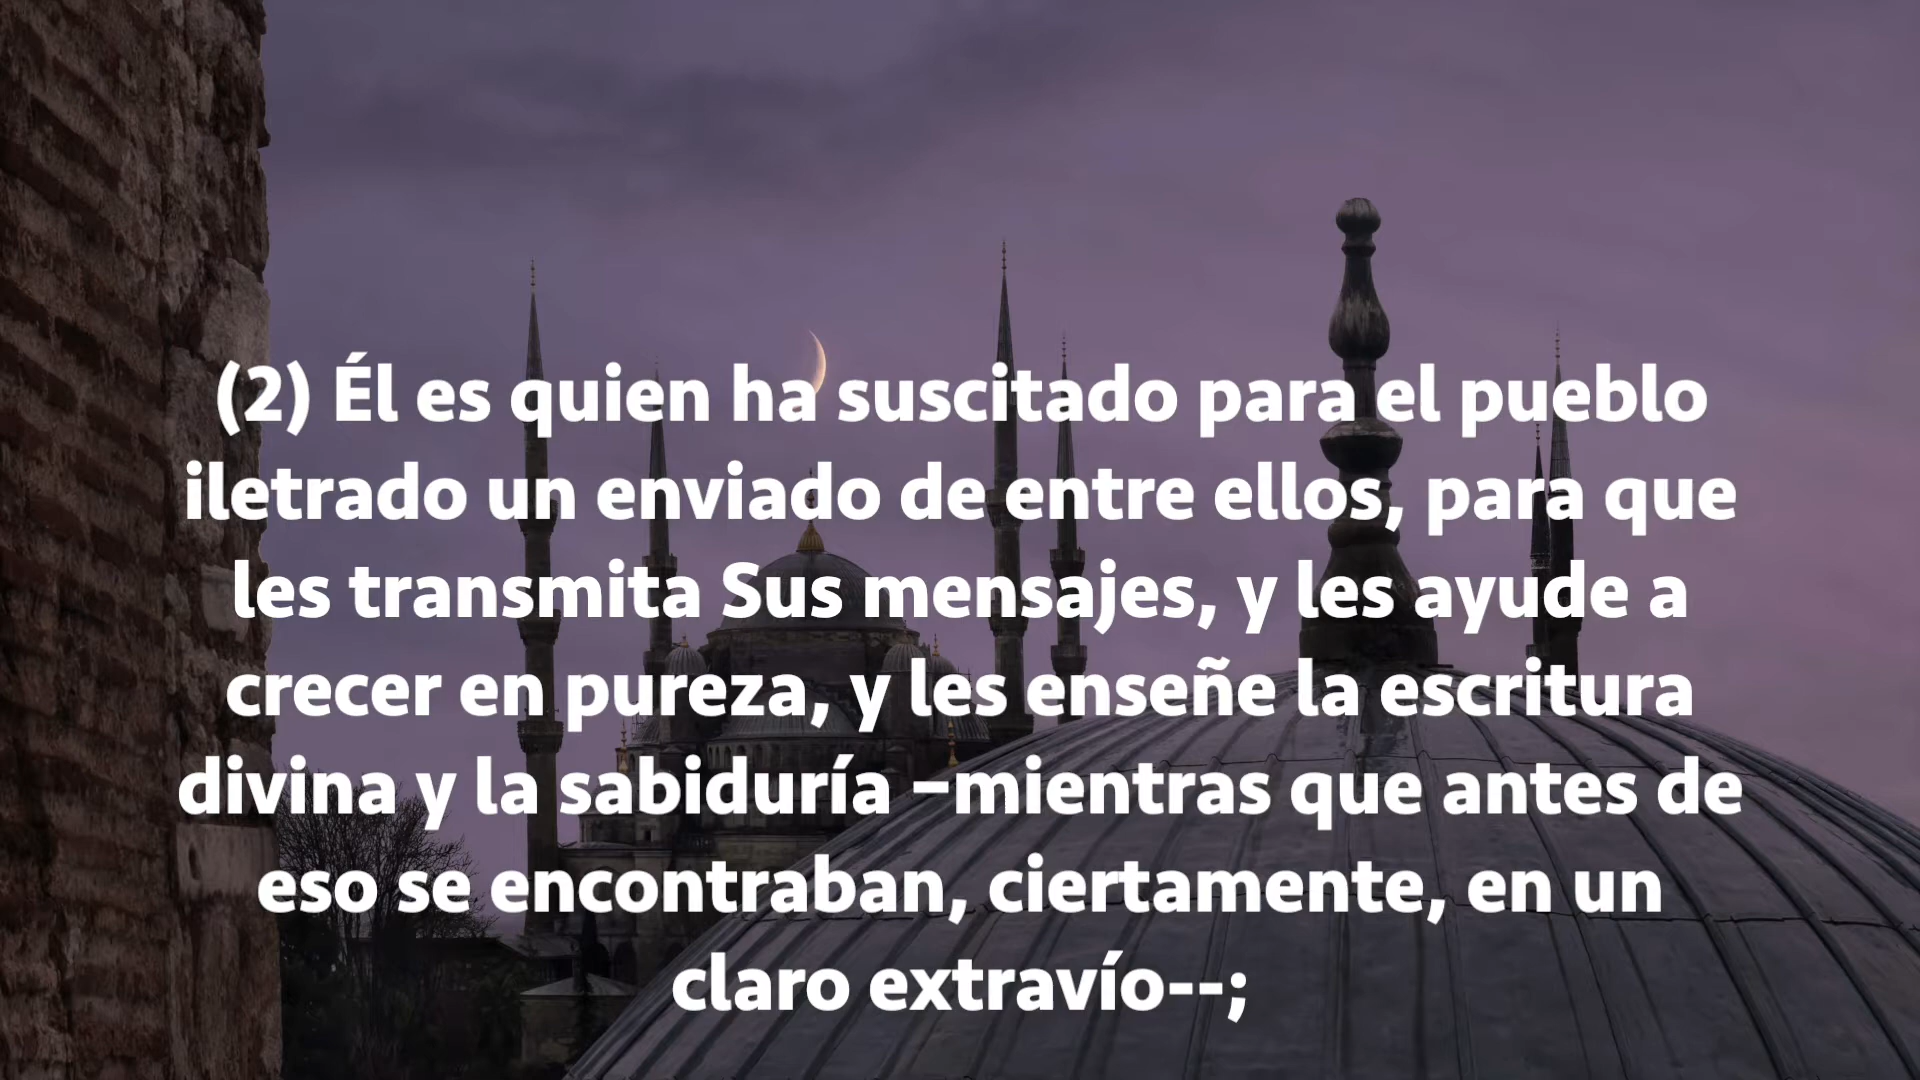 (2) Él es quien ha suscitado para el pueblo
iletrado un enviado de entre ellos, para que
les transmita Sus mensajes, y les ayude a
crecer en pureza, y les enseñe la escritura
divina y la sabiduría –mientras que antes de
eso se encontraban, ciertamente, en un
claro extravío--;